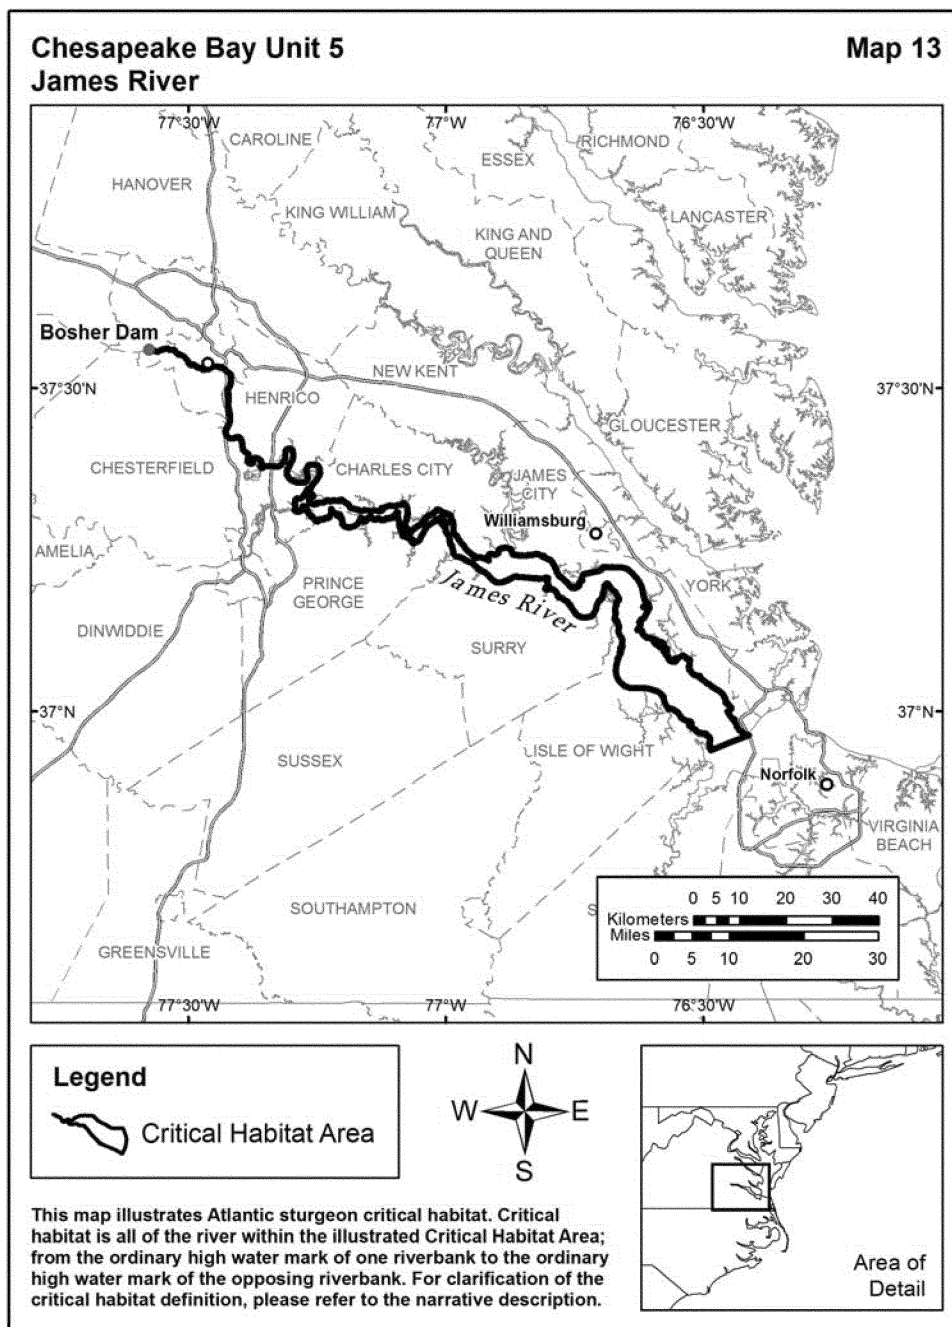 Chesapeake Bay Unit 5
Map 13
James River
77°30'W
77°W
76°30'W
CAROLINE
ESSEX
RICHMOND
HANOVER
KING WILLIAM
LANCASTER
KING AND
QUEEN
Bosher Dam
NEW KENT
37°30'N
37°30'N
HENRICO
GLOUCESTER
CHESTERFIELD
CHARLES CITY
JAMES
CITY
Williamsburg
AMELIA
PRINCE
GEORGE
James River
YORK
DINWIDDIE
SURRY
37°N
37°N
SUSSEX
ISLE OF WIGHT
Norfolk
VIRGINIA
BEACH
SOUTHAMPTON
S
GREENSVILLE
0 5 10 20 30 40
Kilometers
Miles
0 5 10 20 30
77°30'W
77°W
76°30'W
Legend
Critical Habitat Area
N
W
E
S
Area of
Detail
This map illustrates Atlantic sturgeon critical habitat. Critical
habitat is all of the river within the illustrated Critical Habitat Area;
from the ordinary high water mark of one riverbank to the ordinary
high water mark of the opposing riverbank. For clarification of the
critical habitat definition, please refer to the narrative description.